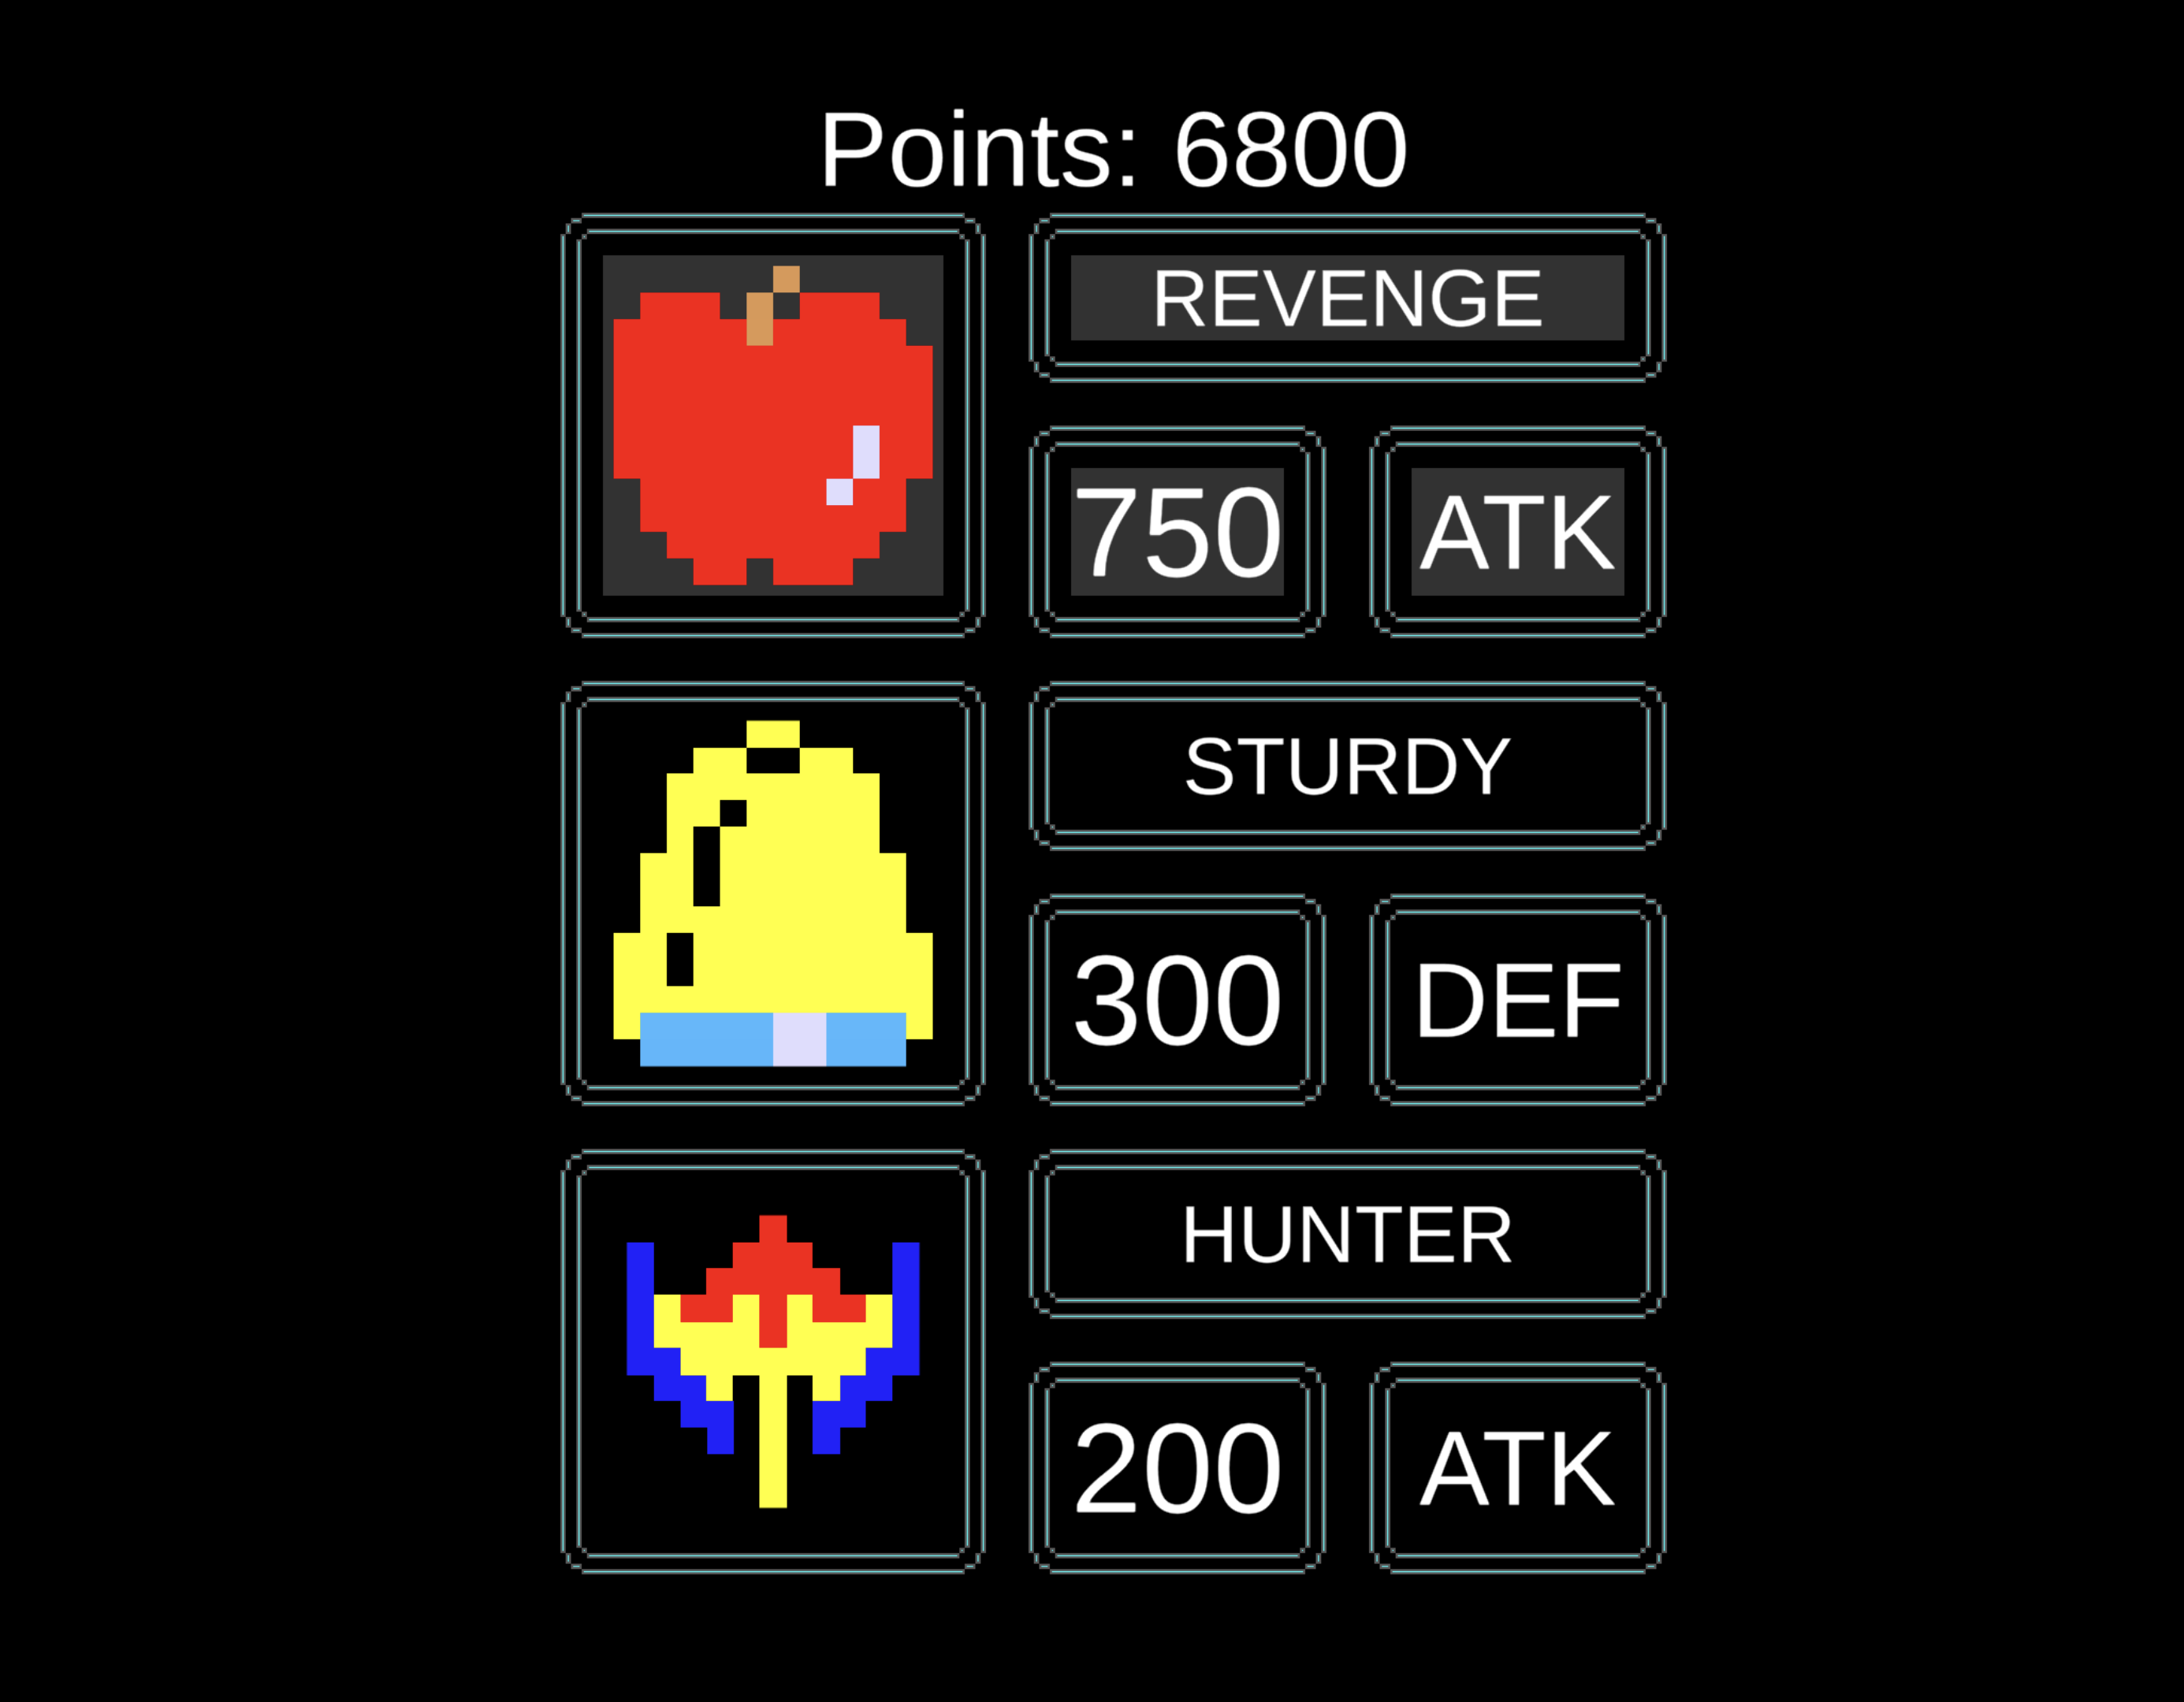 Points: 6800
REVENGE
750 ATK
STURDY
300 DEF
HUNTER
200 ATK